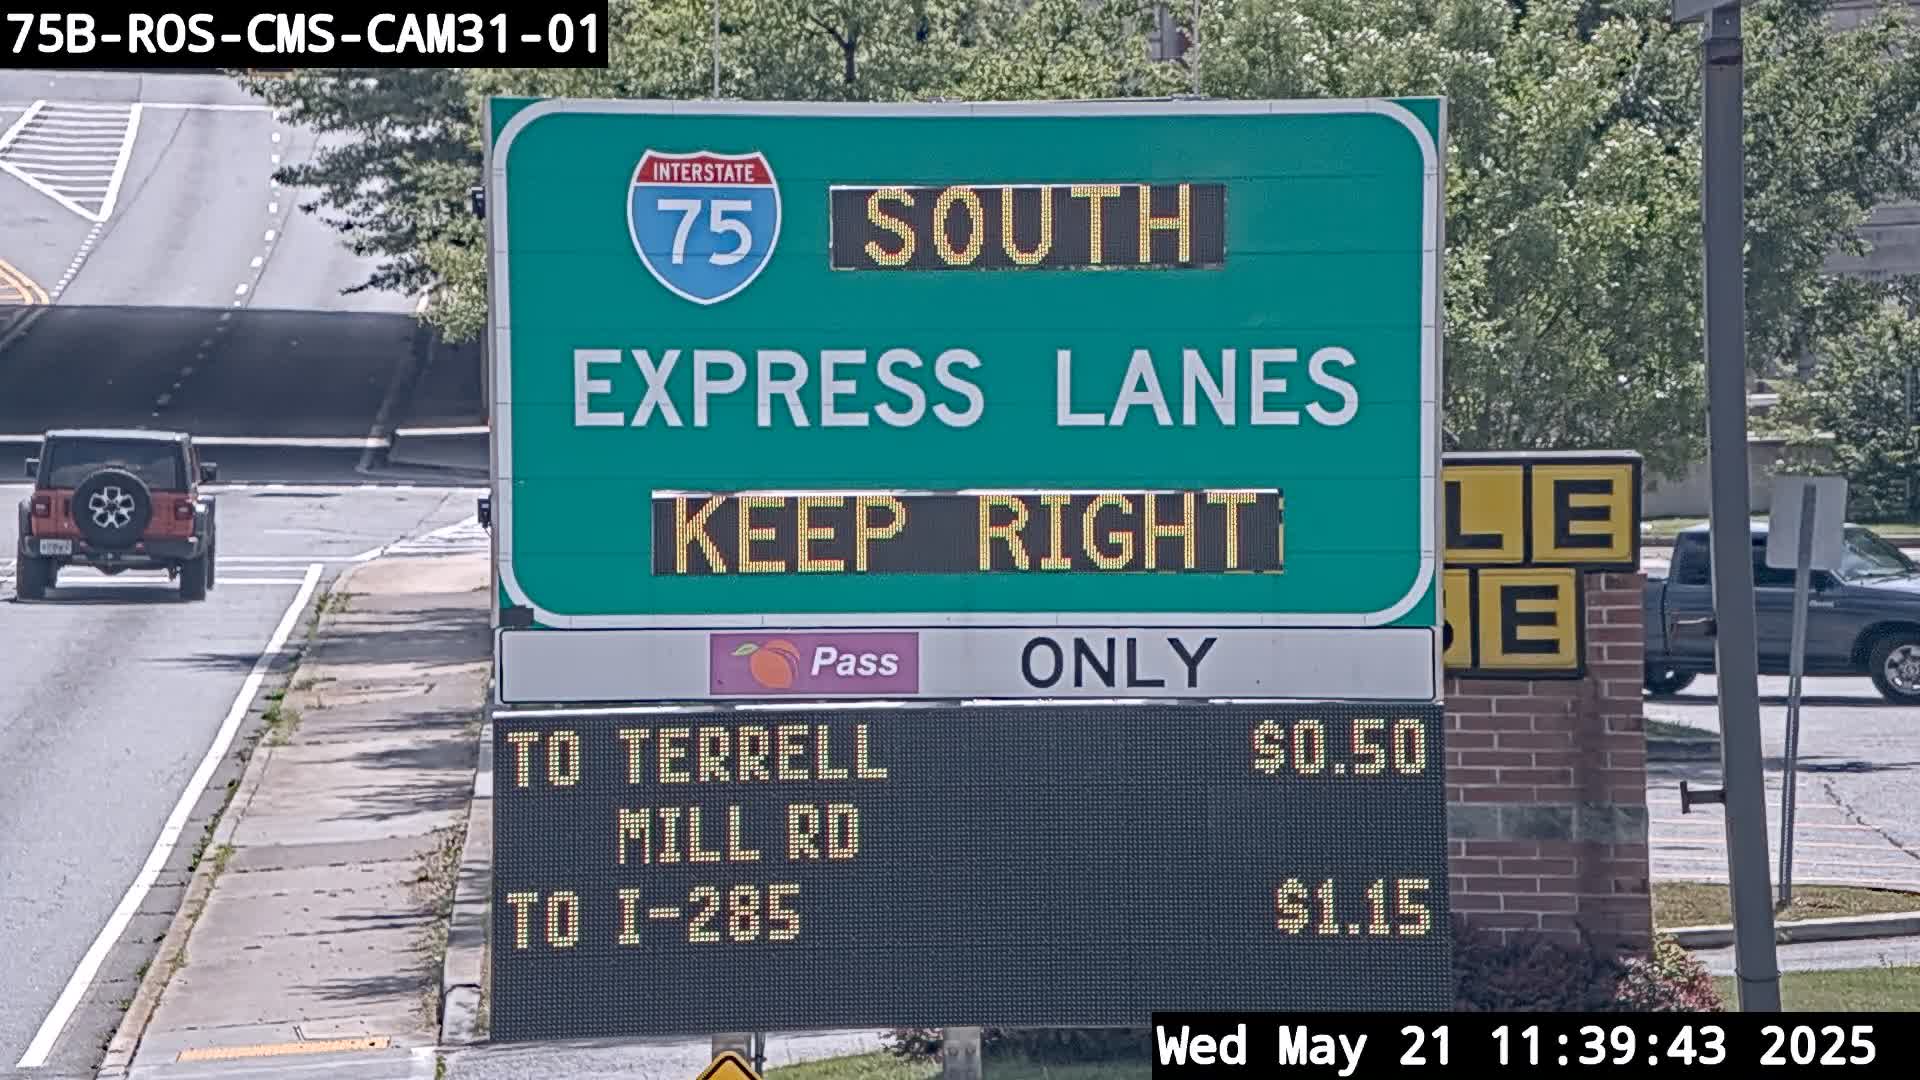 75B-ROS-CMS-CAM31-01
INTERSTATE
75
SOUTH
EXPRESS LANES
KEEP RIGHT
Pass ONLY
TO TERRELL $0.50
MILL RD
TO I-285 $1.15
LE
E
Wed May 21 11:39:43 2025